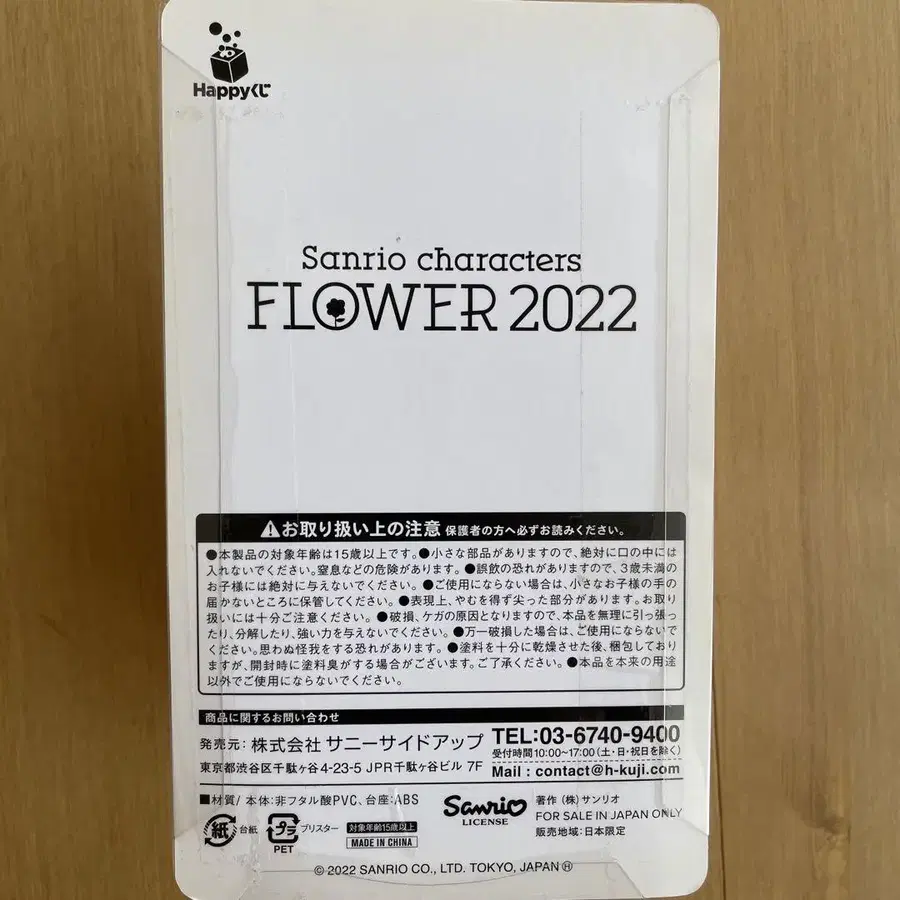 Happyくじ
Sanrio characters
FLOWER 2022
お取り扱い上の注意 保護者の方へ必ずお読みください。
●本製品の対象年齢は15歳以上です。●小さな部品がありますので、絶対に口の中には
入れないでください。窒息などの危険があります。●誤飲の恐れがありますので、3歳未満の
お子様には絶対に与えないでください。●ご使用にならない場合は、小さなお子様の手の
届かないところに保管してください。●表現上、やむを得ず尖った部分があります。お取り
扱いには十分ご注意ください。●破損、ケガの原因となりますので、本品を無理に引っ張っ
たり、分解したり、強い力を与えないでください。●万一破損した場合は、ご使用にならないで
ください。思わぬ怪我をする恐れがあります。●塗料を十分に乾燥させた後、梱包しており
ますが、開封時に塗料臭がする場合がございます。ご了承ください。●本品を本来の用途
以外でご使用にならないでください。
商品に関するお問い合わせ
発売元:株式会社 サニーサイドアップ
東京都渋谷区千駄ヶ谷4-23-5 JPR千駄ヶ谷ビル 7F
TEL:03-6740-9400
受付時間10:00~17:00(土・日・祝日を除く)
Mail : contact@h-kuji.com
■材質/ 本体:非フタル酸PVC、台座:ABS
紙 台紙
プラ ブリスター
PET
対象年齢15歳以上
MADE IN CHINA
Sanrio
LICENSE
著作 (株) サンリオ
FOR SALE IN JAPAN ONLY
販売地域:日本限定
© 2022 SANRIO CO., LTD. TOKYO, JAPAN Ⓗ